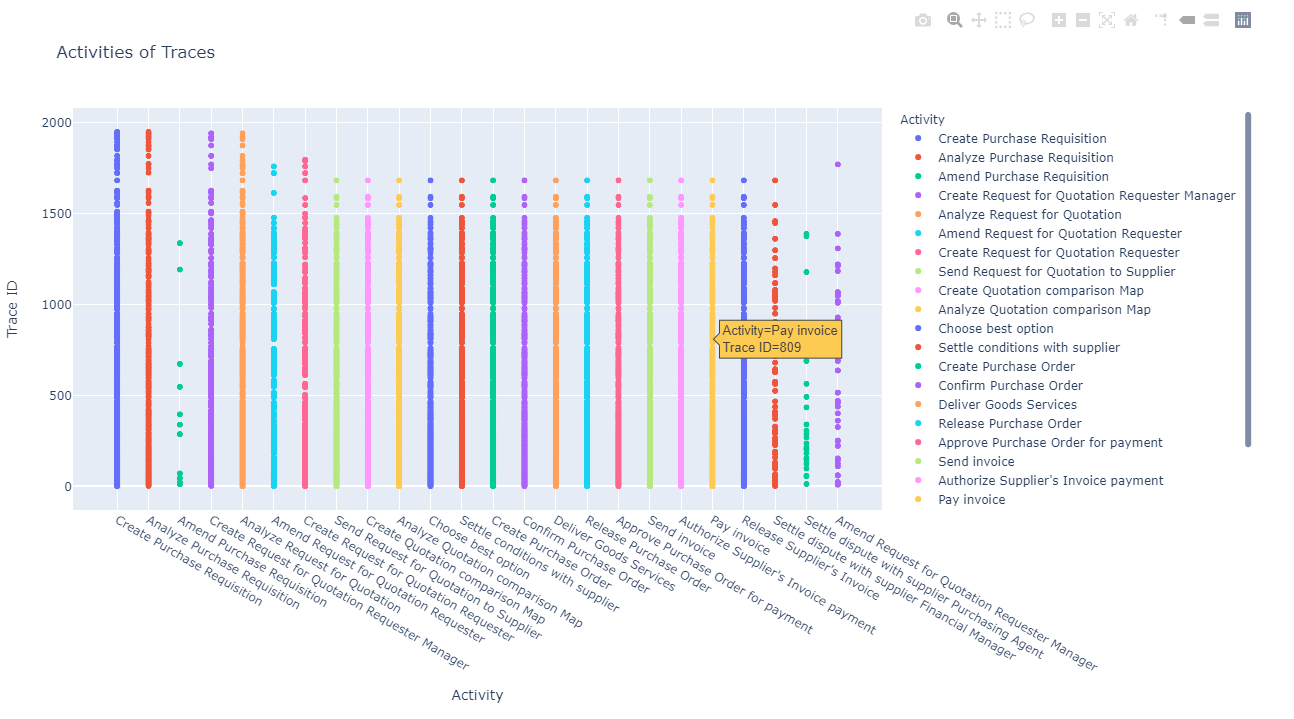 Activities of Traces
Trace ID
2000
1500
1000
500
0
Activity=Pay invoice
Trace ID=809
Create Purchase Requisition
Analyze Purchase Requisition
Amend Purchase Requisition
Create Request for Quotation Requester Manager
Analyze Request for Quotation
Amend Request for Quotation Requester
Create Request for Quotation Requester
Send Request for Quotation to Supplier
Create Quotation comparison Map
Analyze Quotation comparison Map
Choose best option
Settle conditions with supplier
Create Purchase Order
Confirm Purchase Order
Deliver Goods Services
Release Purchase Order
Approve Purchase Order for payment
Send invoice
Authorize Supplier's Invoice payment
Pay invoice
Release Supplier's Invoice
Settle dispute with supplier Financial Manager
Settle dispute with supplier Purchasing Agent
Amend Request for Quotation Requester Manager
Activity
Activity
Create Purchase Requisition
Analyze Purchase Requisition
Amend Purchase Requisition
Create Request for Quotation Requester Manager
Analyze Request for Quotation
Amend Request for Quotation Requester
Create Request for Quotation Requester
Send Request for Quotation to Supplier
Create Quotation comparison Map
Analyze Quotation comparison Map
Choose best option
Settle conditions with supplier
Create Purchase Order
Confirm Purchase Order
Deliver Goods Services
Release Purchase Order
Approve Purchase Order for payment
Send invoice
Authorize Supplier's Invoice payment
Pay invoice